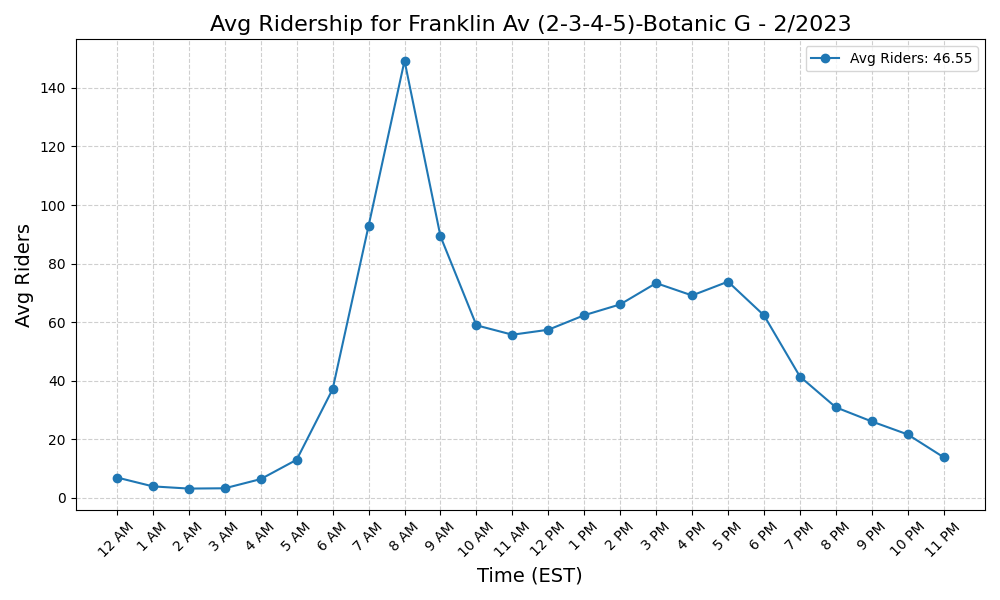 Avg Ridership for Franklin Av (2-3-4-5)-Botanic G - 2/2023
Avg Riders: 46.55
Avg Riders
140
120
100
80
60
40
20
0
12 AM
1 AM
2 AM
3 AM
4 AM
5 AM
6 AM
7 AM
8 AM
9 AM
10 AM
11 AM
12 PM
1 PM
2 PM
3 PM
4 PM
5 PM
6 PM
7 PM
8 PM
9 PM
10 PM
11 PM
Time (EST)